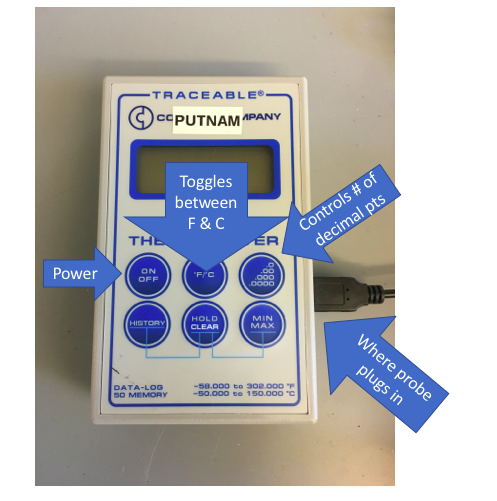 TRACEABLE®
PUTNAM MPANY
Toggles
between
F & C
Controls # of
decimal pts
Power
ON
OFF
°F/°C
.0
.00
.000
.0000
HISTORY
HOLD
CLEAR
MIN
MAX
Where probe
plugs in
DATA-LOG -58.000 to 302.000 °F
50 MEMORY -50.000 to 150.000 °C